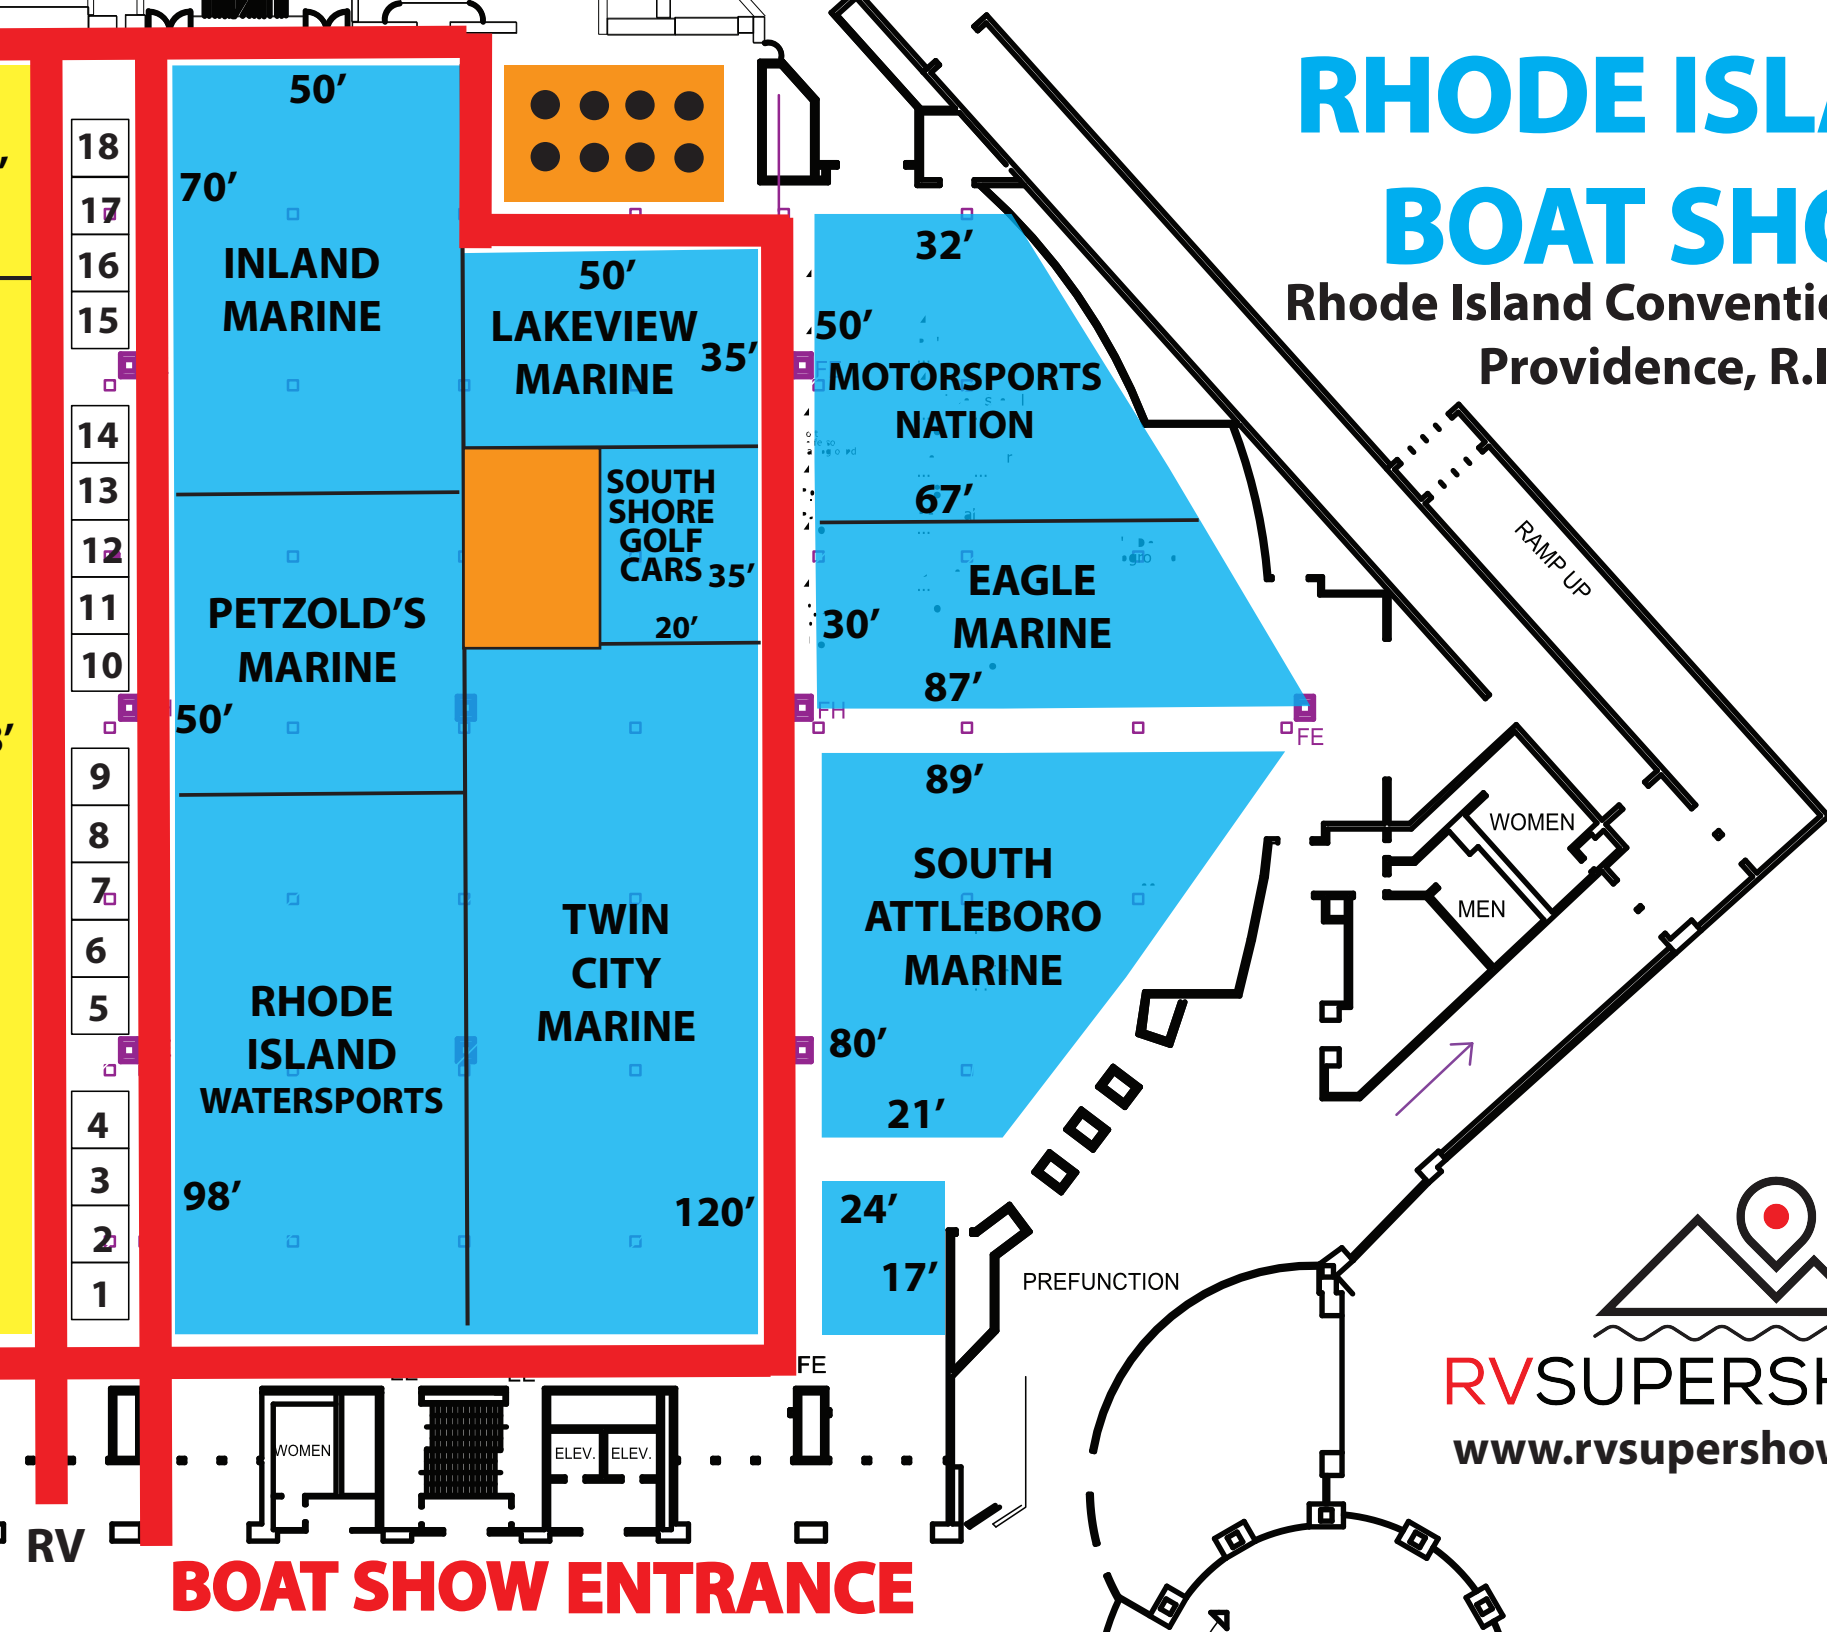 RHODE ISLA
BOAT SHO
Rhode Island Conventi
Providence, R.I
18
17
16
15
14
13
12
11
10
9
8
7
6
5
4
3
2
1
50’
70’
INLAND
MARINE
PETZOLD’S
MARINE
50’
RHODE
ISLAND
WATERSPORTS
98’
50’
LAKEVIEW
MARINE
35’
SOUTH
SHORE
GOLF
CARS
35’
20’
TWIN
CITY
MARINE
120’
32’
50’
MOTORSPORTS
NATION
67’
EAGLE
MARINE
30’
87’
FH
FE
89’
SOUTH
ATTLEBORO
MARINE
80’
21’
24’
17’
RAMP UP
WOMEN
MEN
PREFUNCTION
FE
WOMEN
ELEV.
ELEV.
RV
BOAT SHOW ENTRANCE
RVSUPERSH
www.rvsupershow